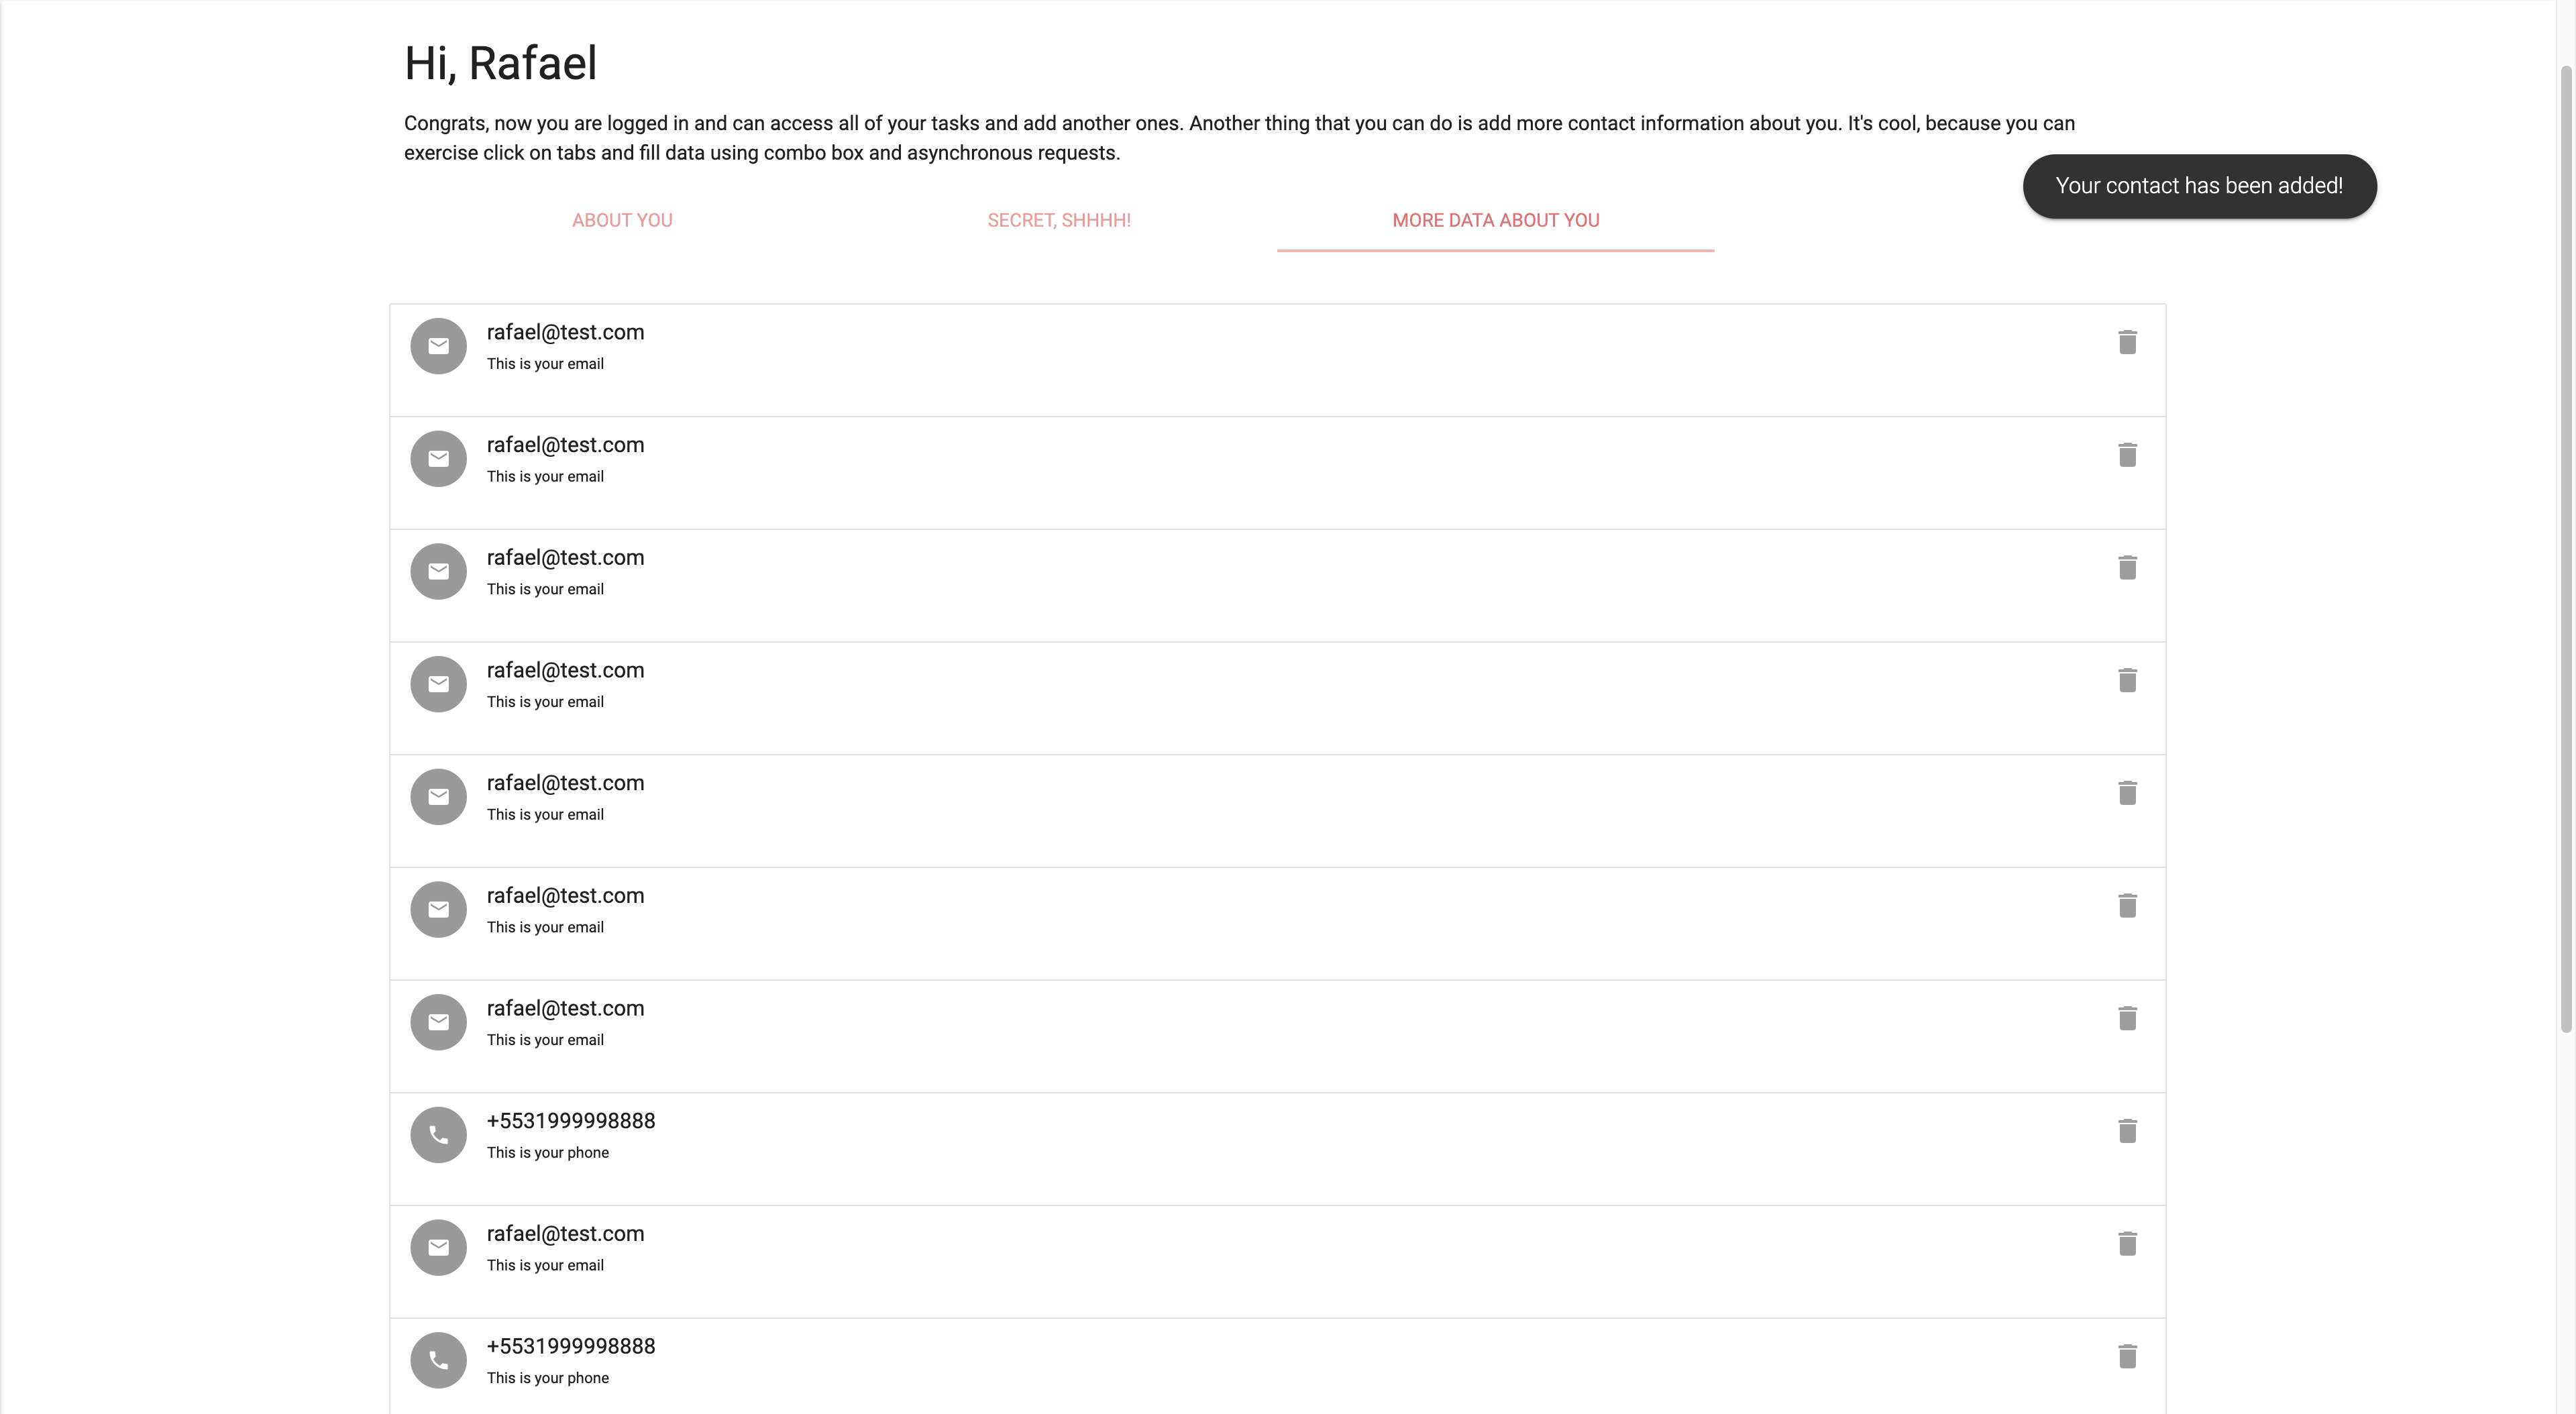 Hi, Rafael
Congrats, now you are logged in and can access all of your tasks and add another ones. Another thing that you can do is add more contact information about you. It's cool, because you can
exercise click on tabs and fill data using combo box and asynchronous requests.
Your contact has been added!
ABOUT YOU
SECRET, SHHHH!
MORE DATA ABOUT YOU
rafael@test.com
This is your email
rafael@test.com
This is your email
rafael@test.com
This is your email
rafael@test.com
This is your email
rafael@test.com
This is your email
rafael@test.com
This is your email
rafael@test.com
This is your email
+5531999998888
This is your phone
rafael@test.com
This is your email
+5531999998888
This is your phone